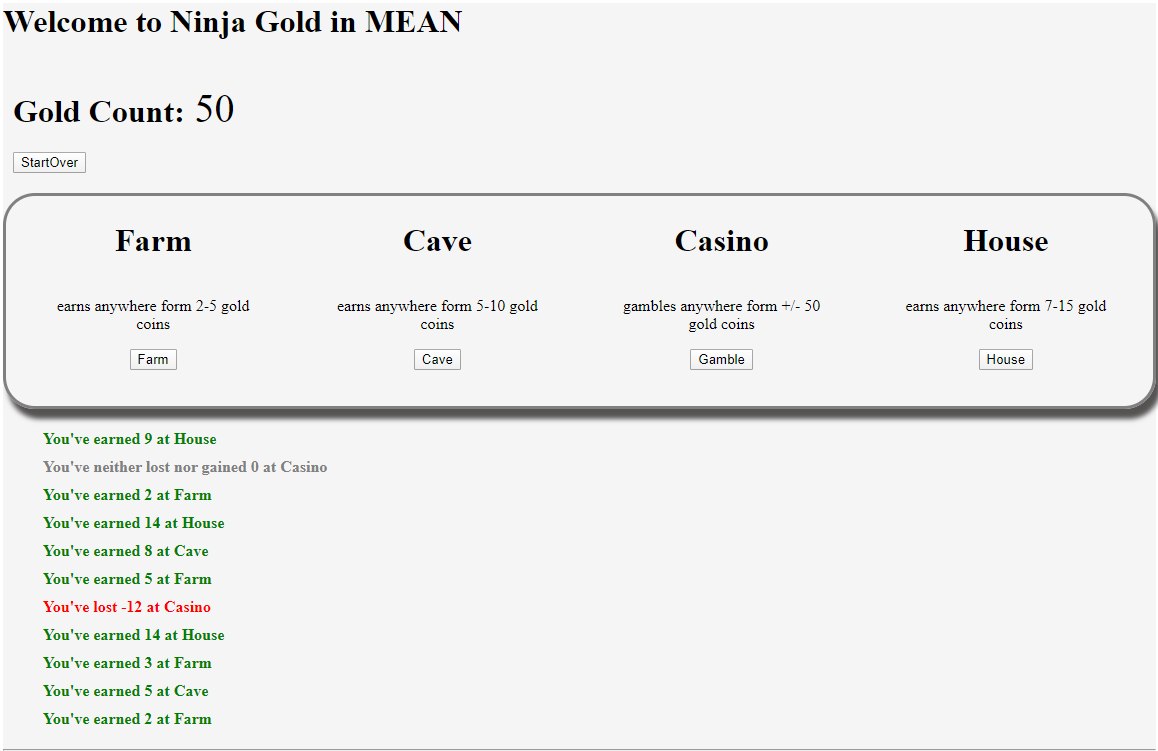 Welcome to Ninja Gold in MEAN
Gold Count: 50
StartOver
Farm
earns anywhere form 2-5 gold
coins
Farm
Cave
earns anywhere form 5-10 gold
coins
Cave
Casino
gambles anywhere form +/- 50
gold coins
Gamble
House
earns anywhere form 7-15 gold
coins
House
You've earned 9 at House
You've neither lost nor gained 0 at Casino
You've earned 2 at Farm
You've earned 14 at House
You've earned 8 at Cave
You've earned 5 at Farm
You've lost -12 at Casino
You've earned 14 at House
You've earned 3 at Farm
You've earned 5 at Cave
You've earned 2 at Farm